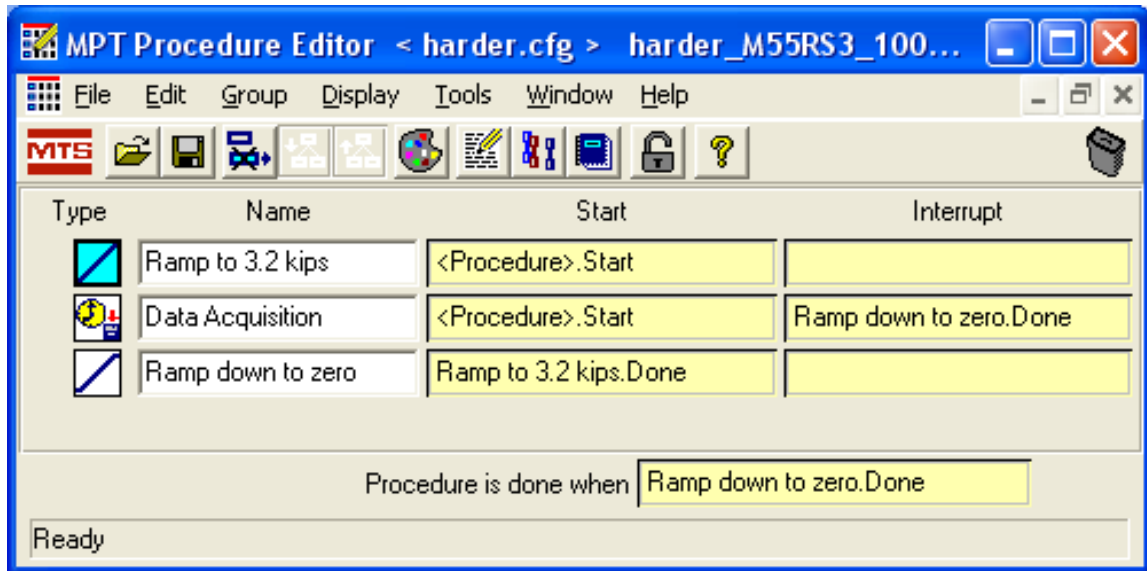 MPT Procedure Editor < harder.cfg > harder_M55RS3_100...
File Edit Group Display Tools Window Help
MTS
Type Name Start Interrupt
Ramp to 3.2 kips <Procedure>.Start
Data Acquisition <Procedure>.Start Ramp down to zero.Done
Ramp down to zero Ramp to 3.2 kips.Done
Procedure is done when Ramp down to zero.Done
Ready